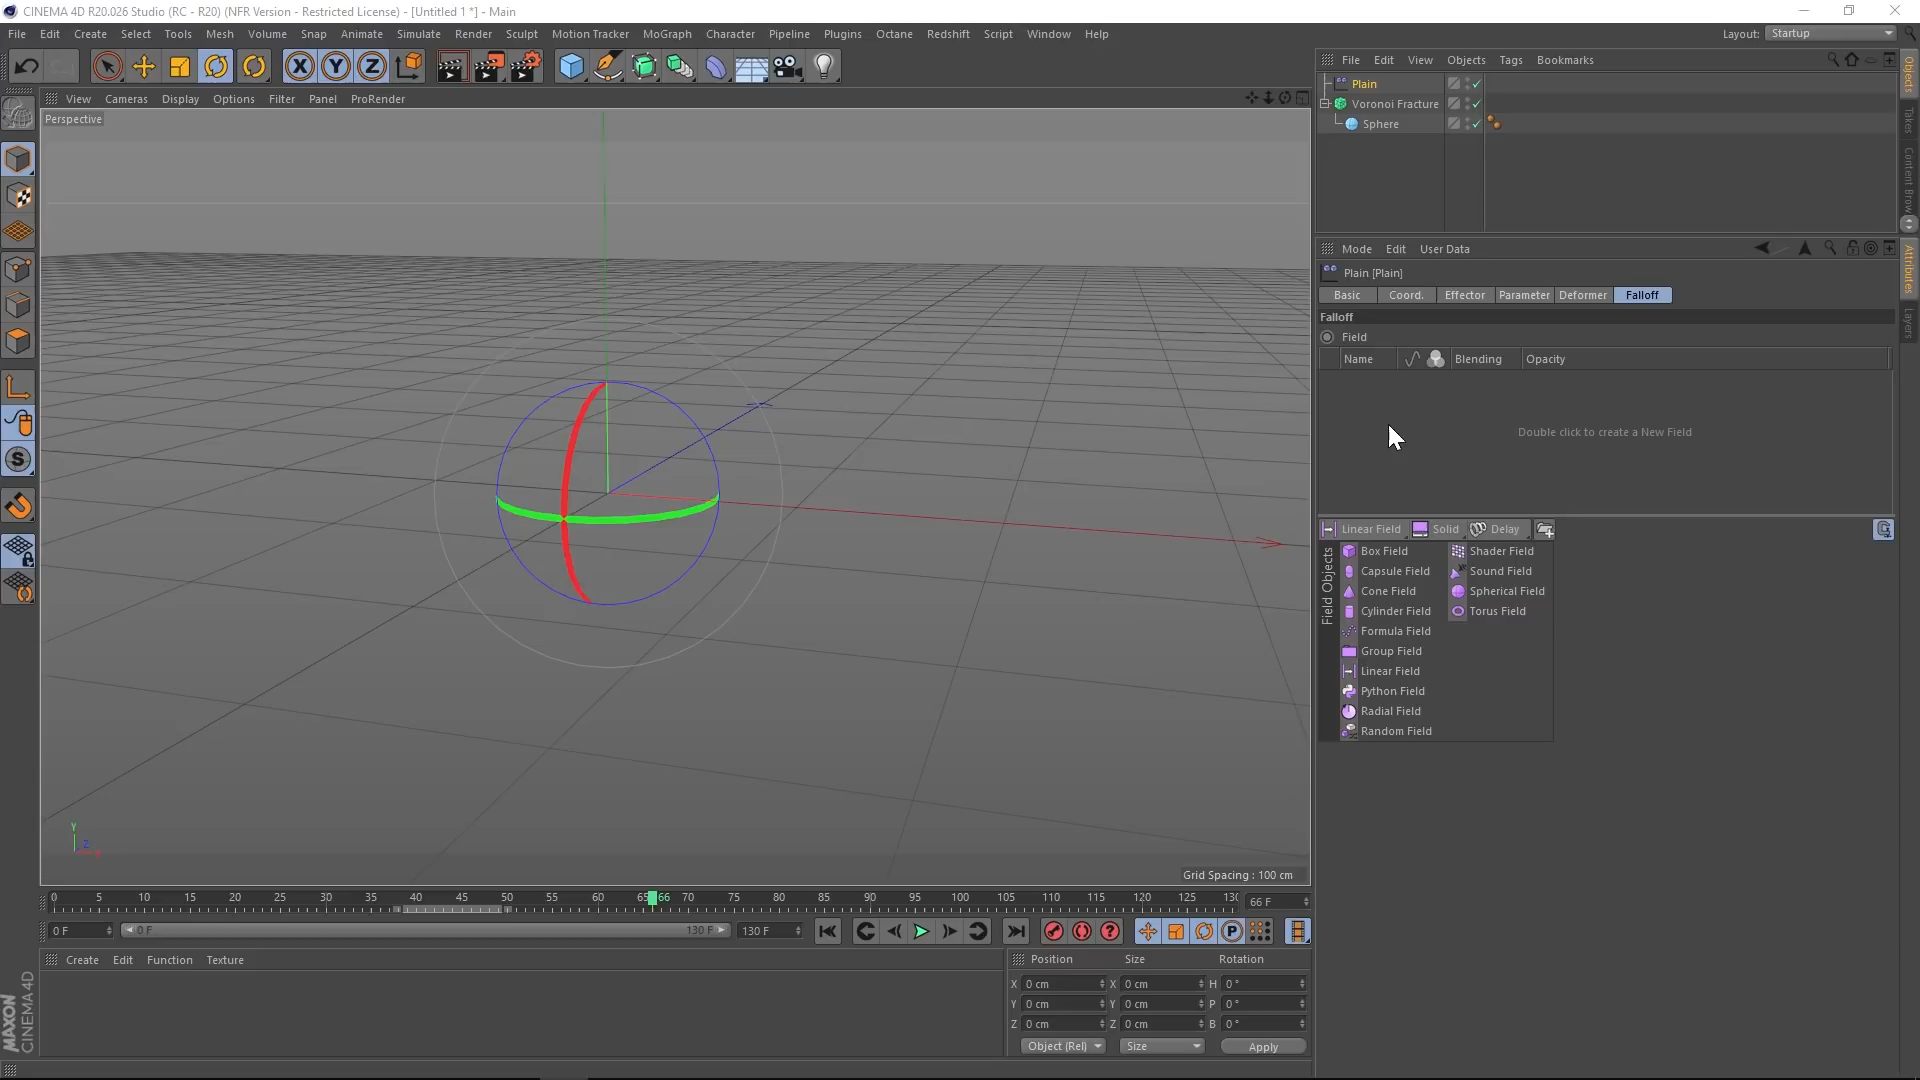 CINEMA 4D R20.026 Studio (RC - R20) (NFR Version - Restricted License) - [Untitled 1 *] - Main
File Edit Create Select Tools Mesh Volume Snap Animate Simulate Render Sculpt Motion Tracker MoGraph Character Pipeline Plugins Octane Redshift Script Window Help
Layout: Startup
X Y Z
File Edit View Objects Tags Bookmarks
Plain
Voronoi Fracture
Sphere
Objects
Takes
Content Brow
View Cameras Display Options Filter Panel ProRender
Perspective
Mode Edit User Data
Plain [Plain]
Basic Coord. Effector Parameter Deformer Falloff
Falloff
Field
Name Blending Opacity
Double click to create a New Field
Attributes
Layers
Linear Field Solid Delay
Field Objects
Box Field Shader Field
Capsule Field Sound Field
Cone Field Spherical Field
Cylinder Field Torus Field
Formula Field
Group Field
Linear Field
Python Field
Radial Field
Random Field
S
Y
Z
Grid Spacing : 100 cm
0 5 10 15 20 25 30 35 40 45 50 55 60 65 66 70 75 80 85 90 95 100 105 110 115 120 125 130
66 F
0 F 0 F 130 F 130 F
P
Create Edit Function Texture
Position Size Rotation
X 0 cm X 0 cm H 0 °
Y 0 cm Y 0 cm P 0 °
Z 0 cm Z 0 cm B 0 °
Object (Rel) Size Apply
MAXON
CINEMA 4D